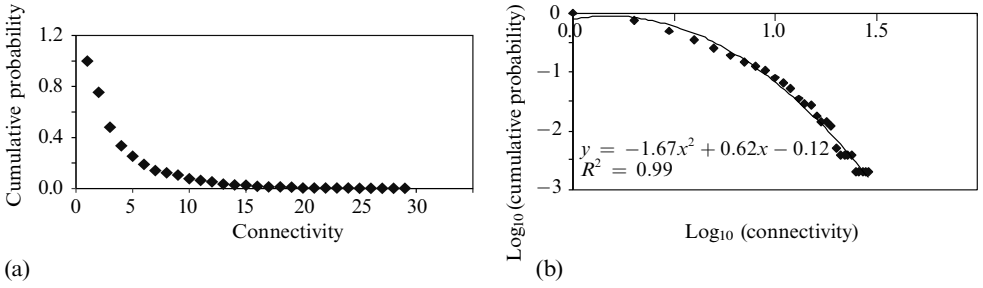 Cumulative probability
1.2
0.8
0.4
0.0
0 5 10 15 20 25 30
Connectivity
(a)
Log₁₀ (cumulative probability)
0
−1
−2
−3
0.0 1.0 1.5
y = −1.67x² + 0.62x − 0.12
R² = 0.99
Log₁₀ (connectivity)
(b)